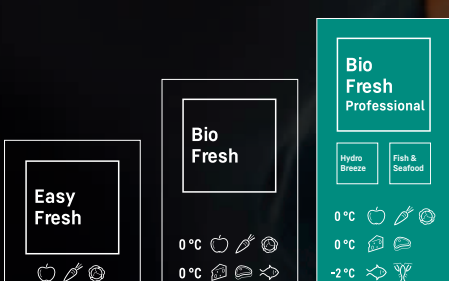 Easy
Fresh
Bio
Fresh
0 °C
0 °C
Bio
Fresh
Professional
Hydro
Breeze
Fish &
Seafood
0 °C
0 °C
-2 °C